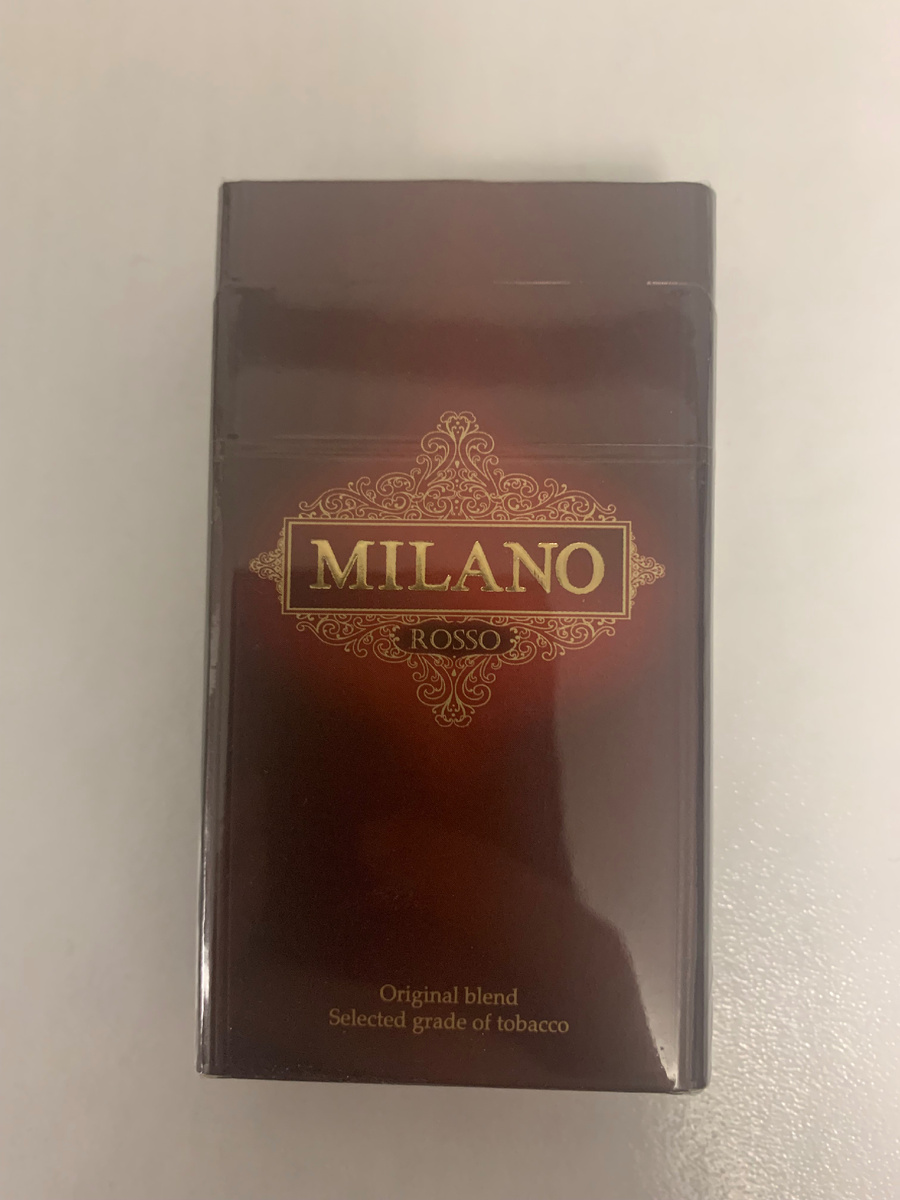 MILANO
ROSSO
Original blend
Selected grade of tobacco